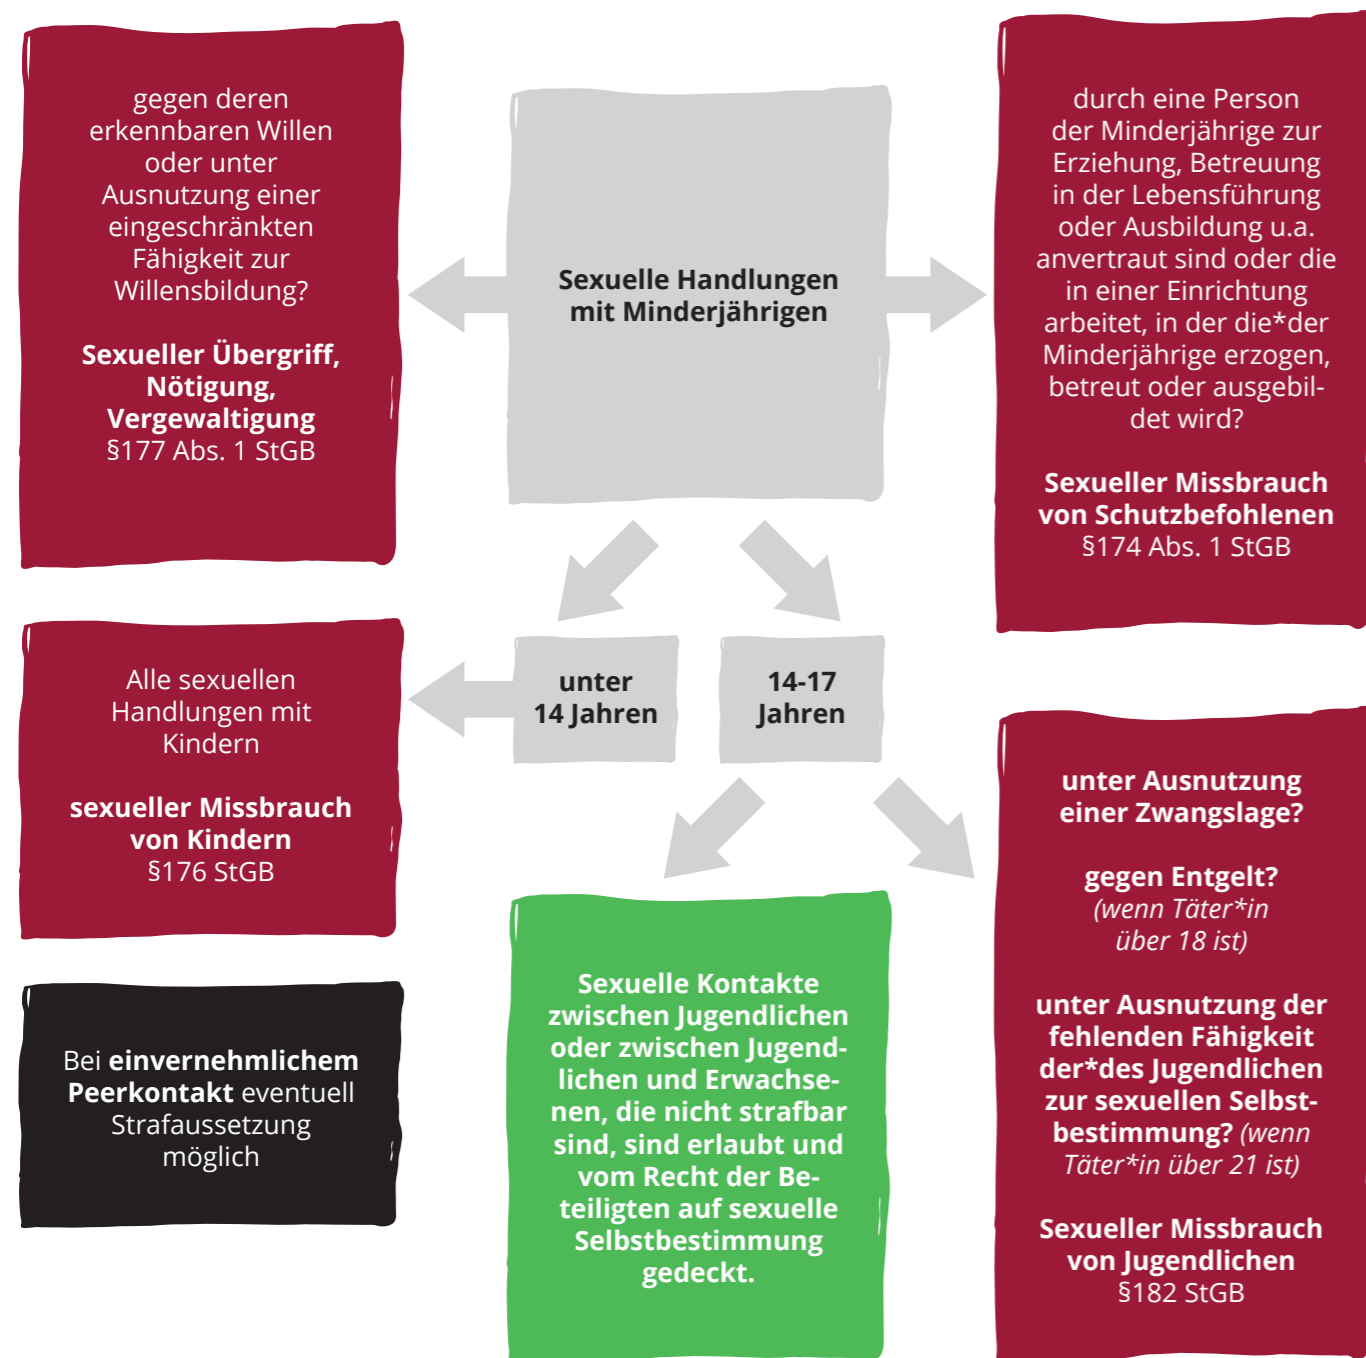 gegen deren
erkennbaren Willen
oder unter
Ausnutzung einer
eingeschränkten
Fähigkeit zur
Willensbildung?
Sexueller Übergriff,
Nötigung,
Vergewaltigung
§177 Abs. 1 StGB
Sexuelle Handlungen
mit Minderjährigen
durch eine Person
der Minderjährige zur
Erziehung, Betreuung
in der Lebensführung
oder Ausbildung u.a.
anvertraut sind oder die
in einer Einrichtung
arbeitet, in der die*der
Minderjährige erzogen,
betreut oder ausgebil-
det wird?
Sexueller Missbrauch
von Schutzbefohlenen
§174 Abs. 1 StGB
unter
14 Jahren
14-17
Jahren
Alle sexuellen
Handlungen mit
Kindern
sexueller Missbrauch
von Kindern
§176 StGB
Bei einvernehmlichem
Peerkontakt eventuell
Strafaussetzung
möglich
Sexuelle Kontakte
zwischen Jugendlichen
oder zwischen Jugend-
lichen und Erwachse-
nen, die nicht strafbar
sind, sind erlaubt und
vom Recht der Be-
teiligten auf sexuelle
Selbstbestimmung
gedeckt.
unter Ausnutzung
einer Zwangslage?
gegen Entgelt?
(wenn Täter*in
über 18 ist)
unter Ausnutzung der
fehlenden Fähigkeit
der*des Jugendlichen
zur sexuellen Selbst-
bestimmung? (wenn
Täter*in über 21 ist)
Sexueller Missbrauch
von Jugendlichen
§182 StGB